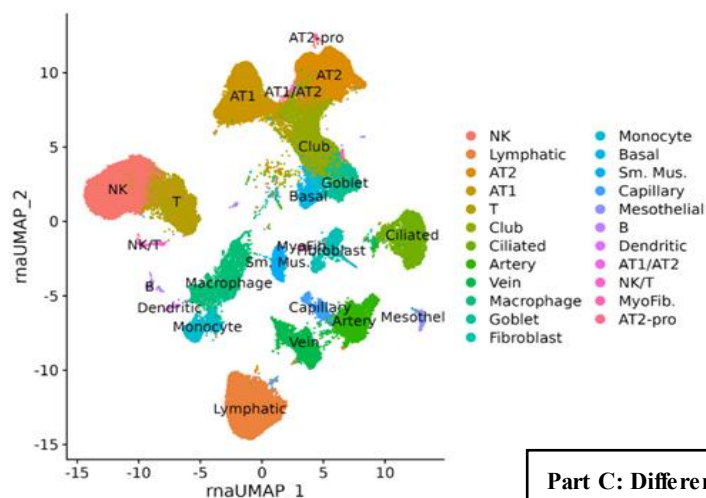 AT2-pro
10
AT2
AT1/AT2
AT1
5
Club
NK
Lymphatic
AT2
AT1
T
Club
Ciliated
Artery
Vein
Macrophage
Goblet
Fibroblast
Monocyte
Basal
Sm. Mus.
Capillary
Mesothelial
B
Dendritic
AT1/AT2
NK/T
MyoFib.
AT2-pro
rnaUMAP_2
Goblet
Basal
NK
T
0
Ciliated
NK/T
MyoFib.
Fibroblast
Sm. Mus.
Macrophage
B
-5
Dendritic
Capillary
Monocyte
Artery
Mesothel
Vein
-10
Lymphatic
-15
-15 -10 -5 0 5 10
rnaUMAP_1
Part C: Differen